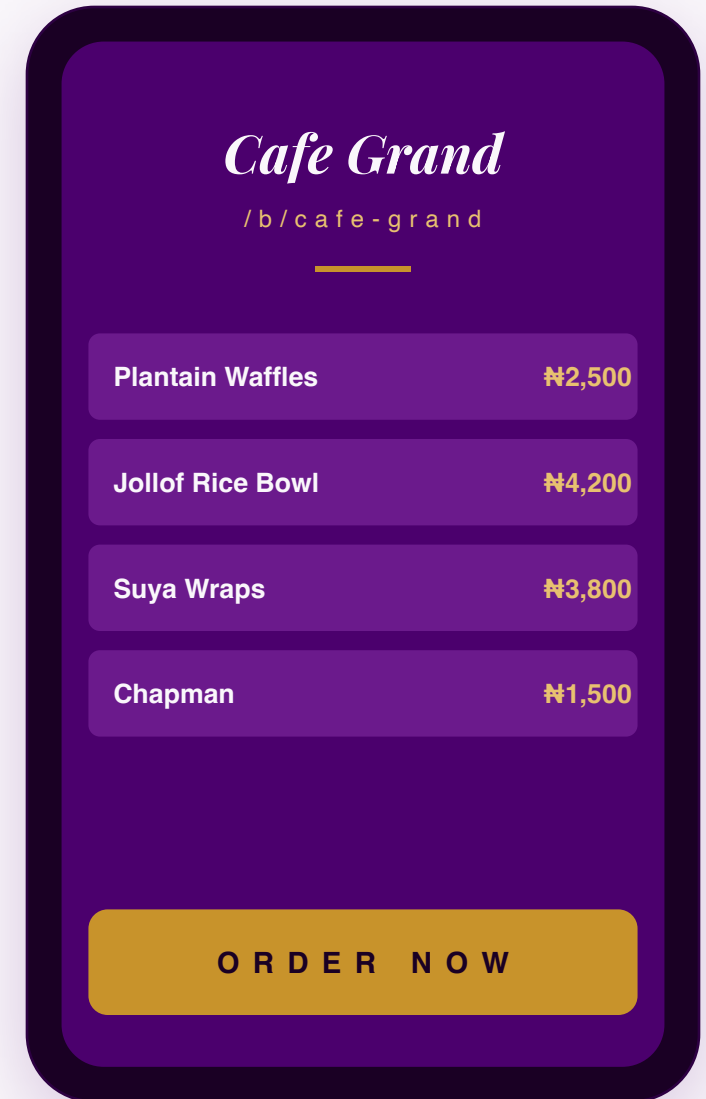 Cafe Grand
/b/cafe-grand
Plantain Waffles ₦2,500
Jollof Rice Bowl ₦4,200
Suya Wraps ₦3,800
Chapman ₦1,500
ORDER NOW